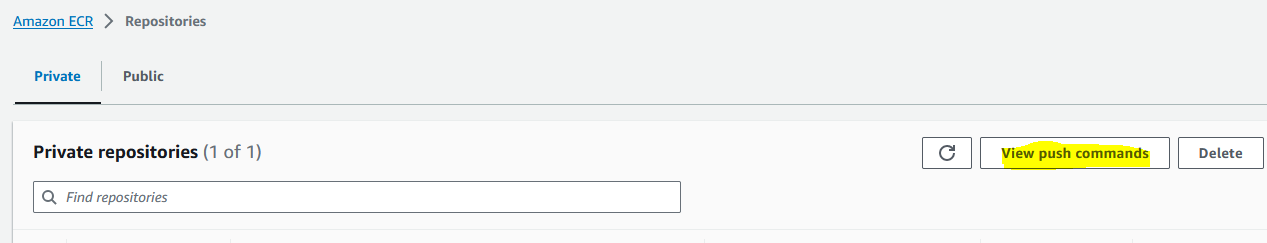 Amazon ECR > Repositories
Private Public
Private repositories (1 of 1) View push commands Delete
Find repositories